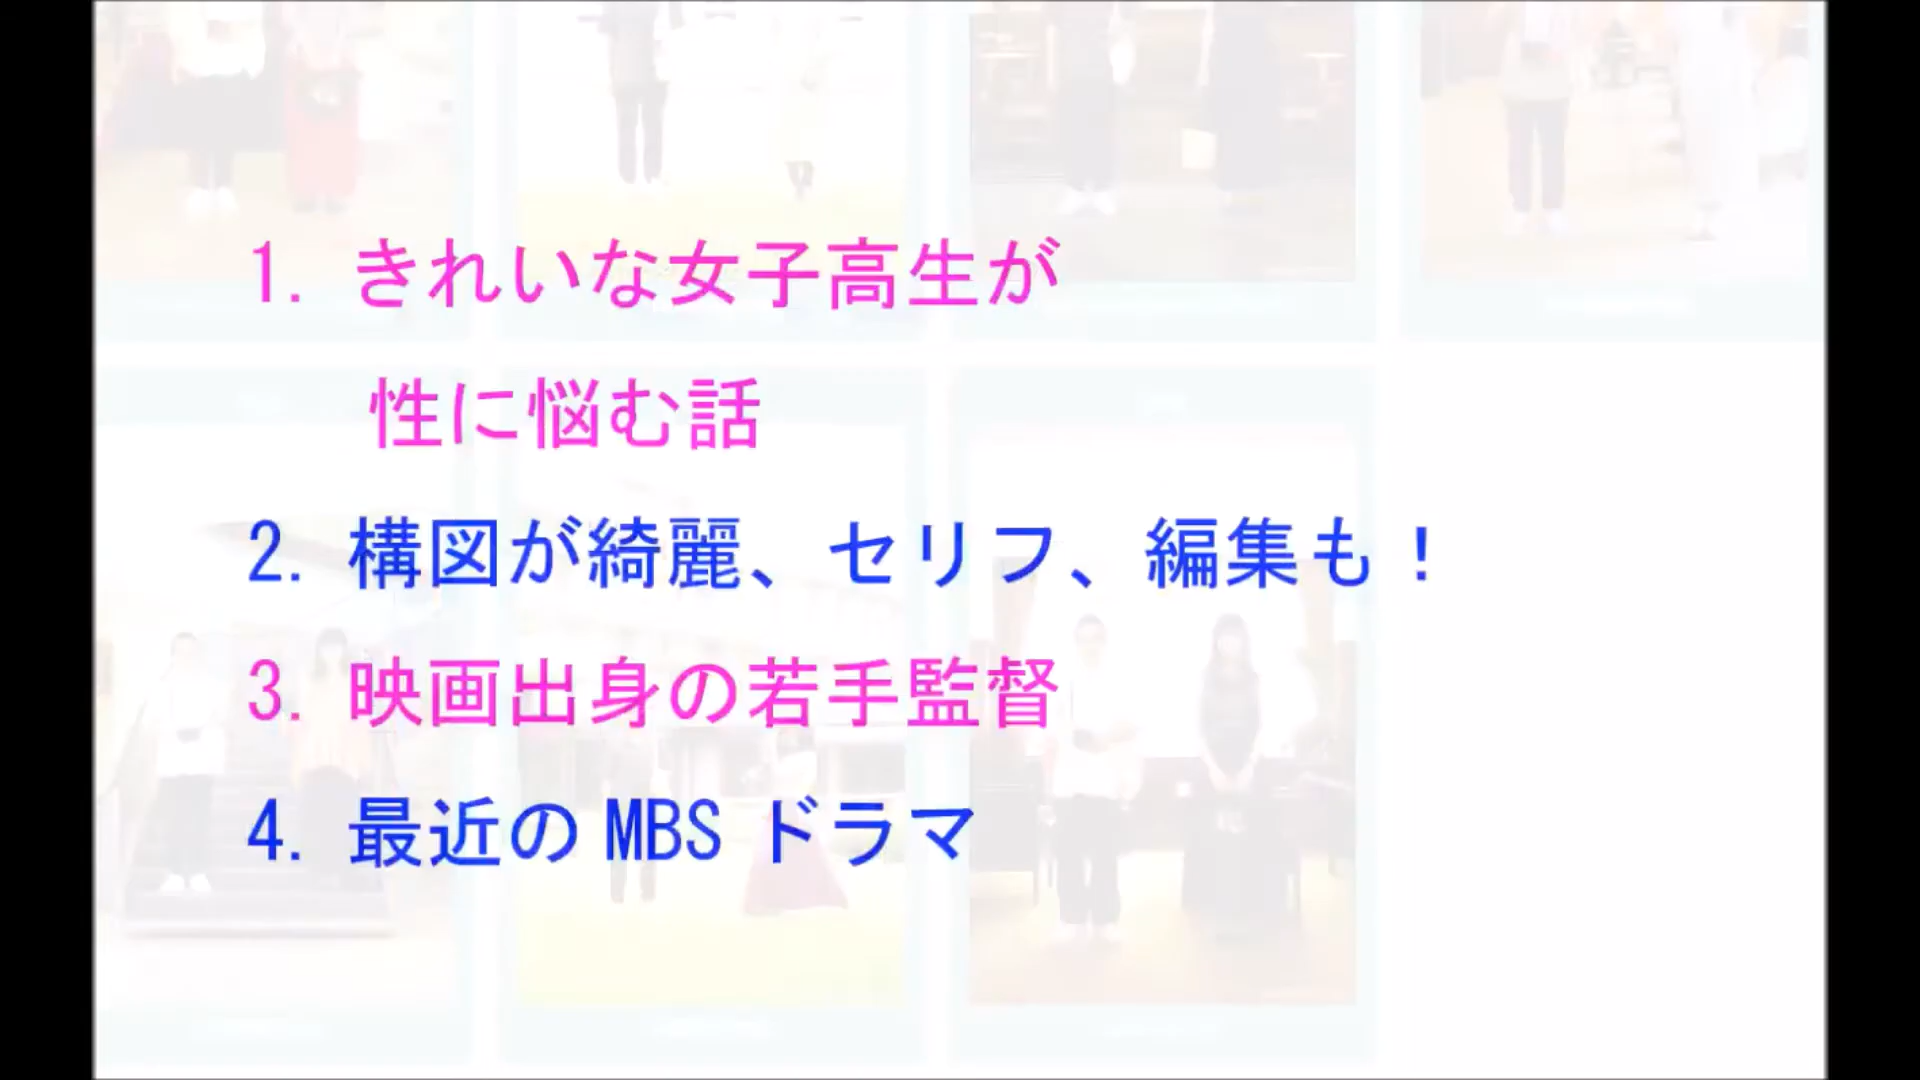 1. きれいな女子高生が
性に悩む話
2. 構図が綺麗、セリフ、編集も！
3. 映画出身の若手監督
4. 最近のMBSドラマ